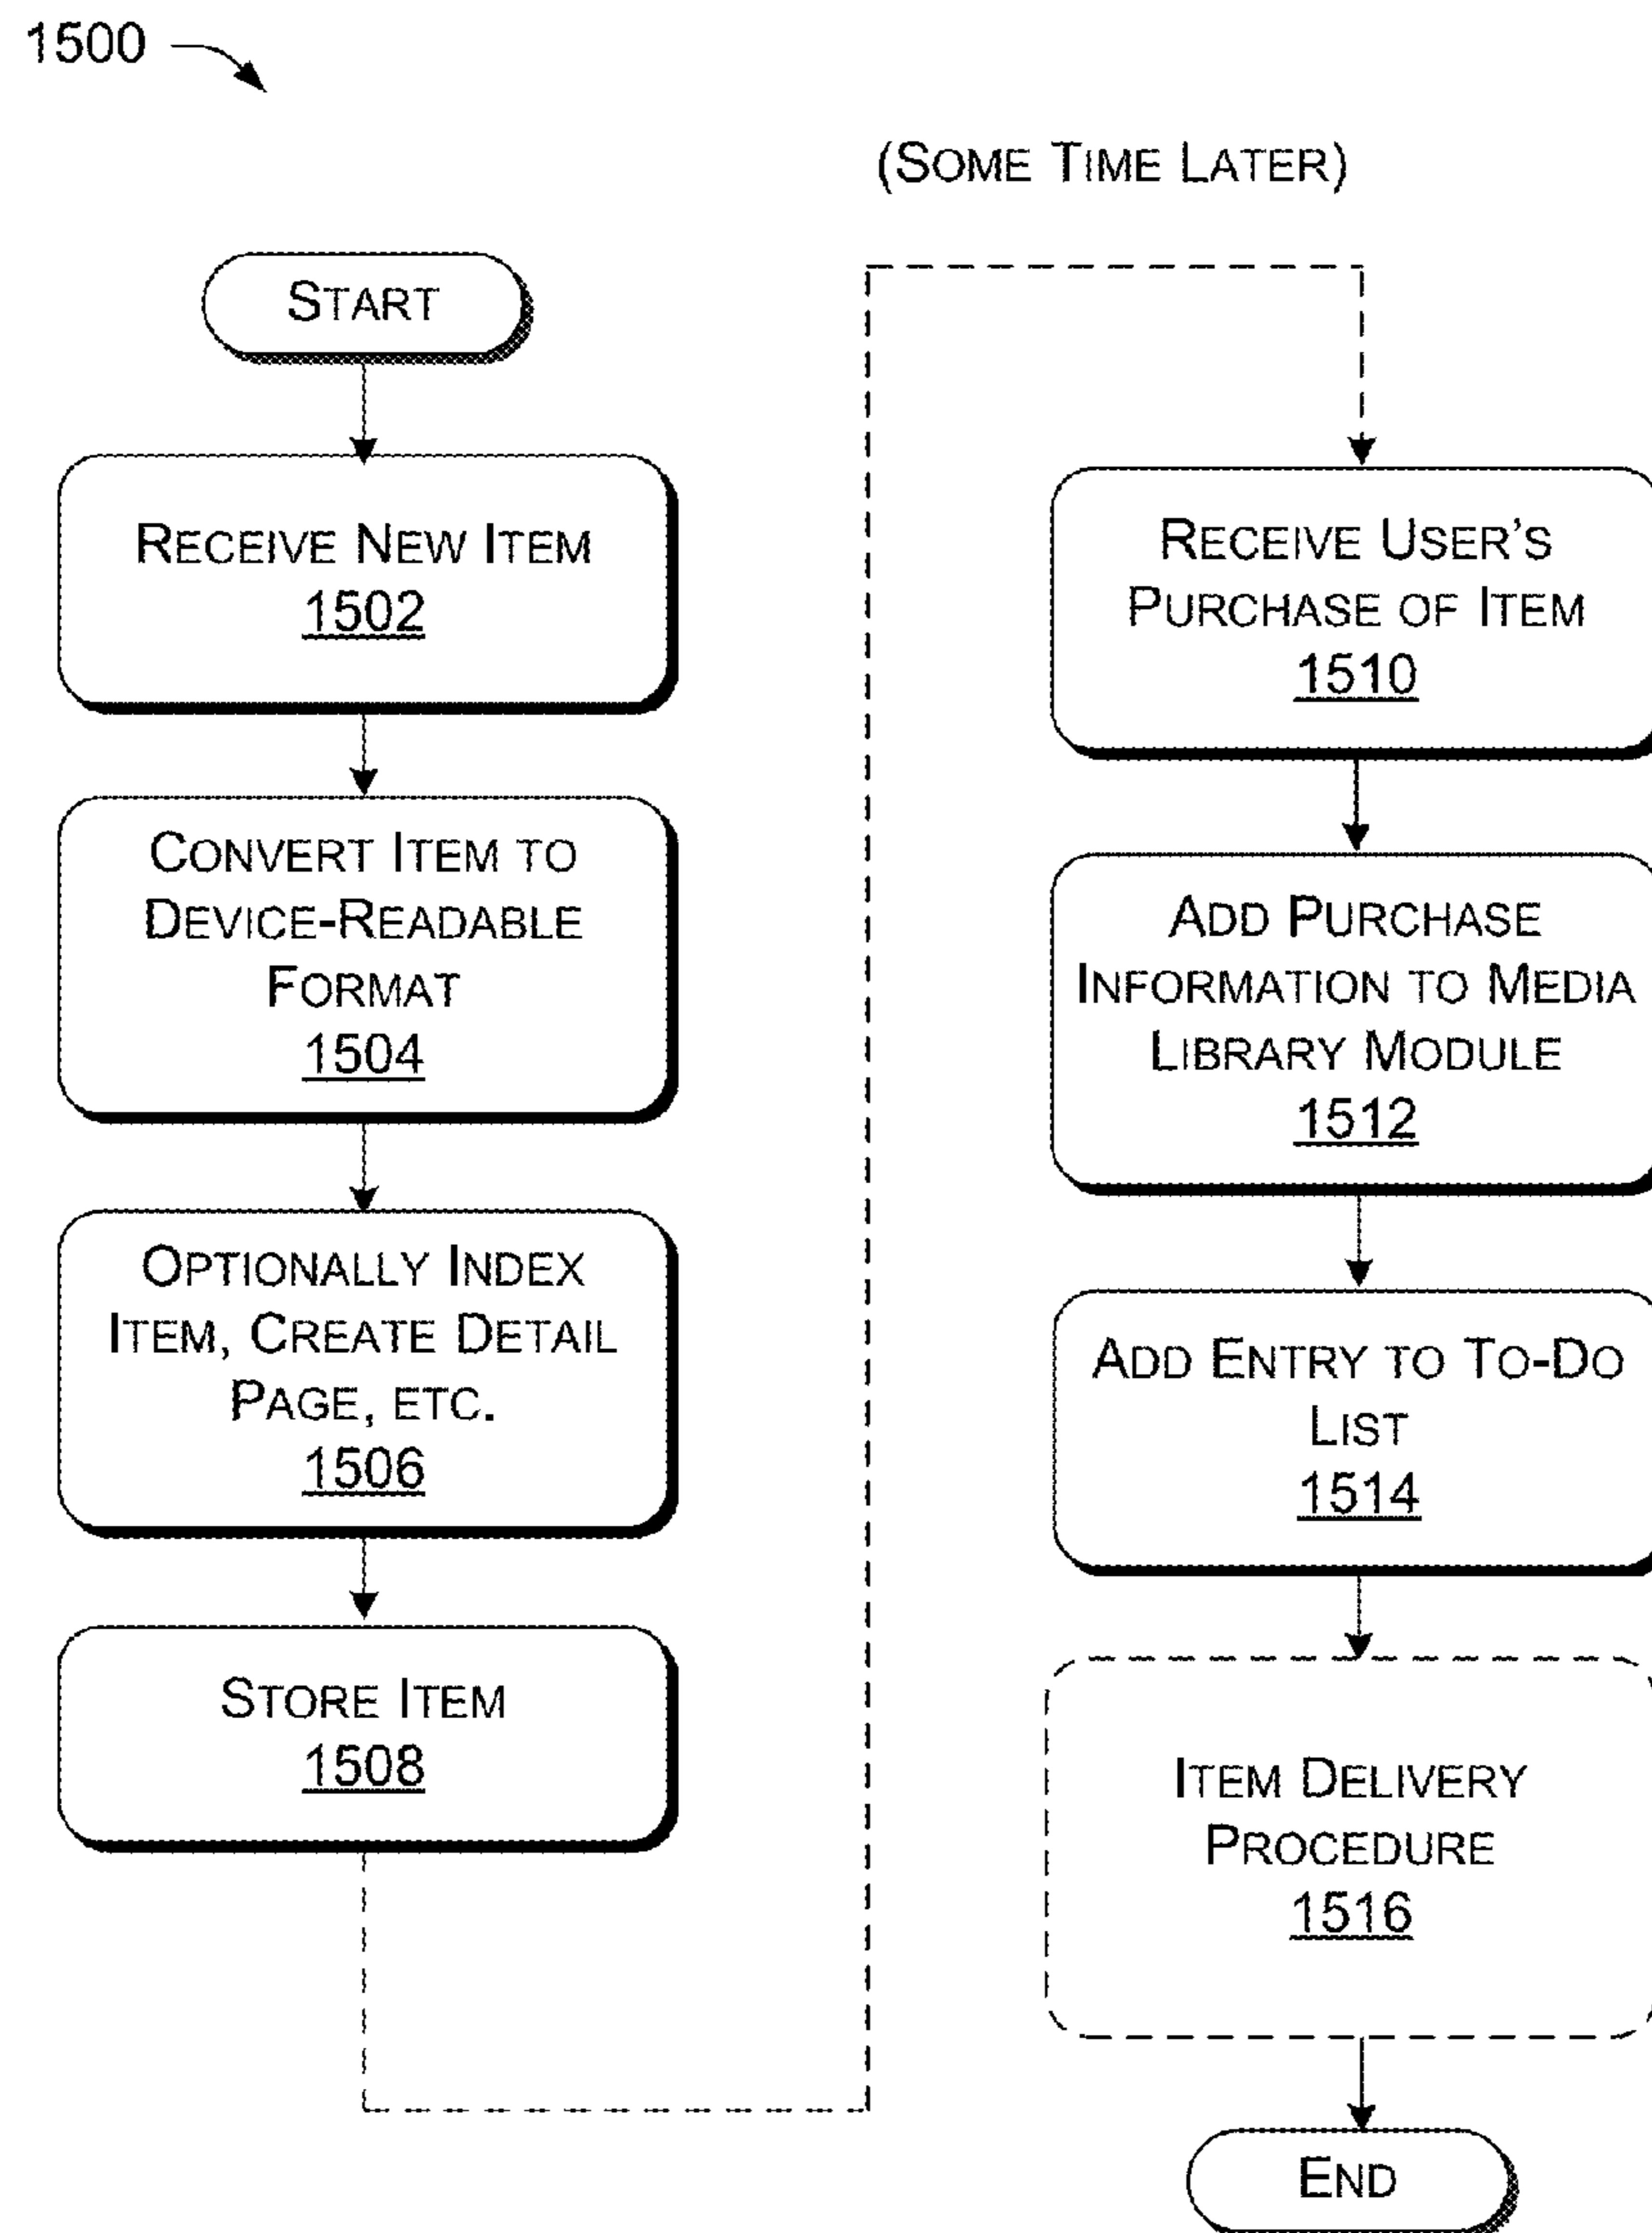 1500
(SOME TIME LATER)
START
RECEIVE NEW ITEM
1502
CONVERT ITEM TO
DEVICE-READABLE
FORMAT
1504
OPTIONALLY INDEX
ITEM, CREATE DETAIL
PAGE, ETC.
1506
STORE ITEM
1508
RECEIVE USER'S
PURCHASE OF ITEM
1510
ADD PURCHASE
INFORMATION TO MEDIA
LIBRARY MODULE
1512
ADD ENTRY TO TO-DO
LIST
1514
ITEM DELIVERY
PROCEDURE
1516
END